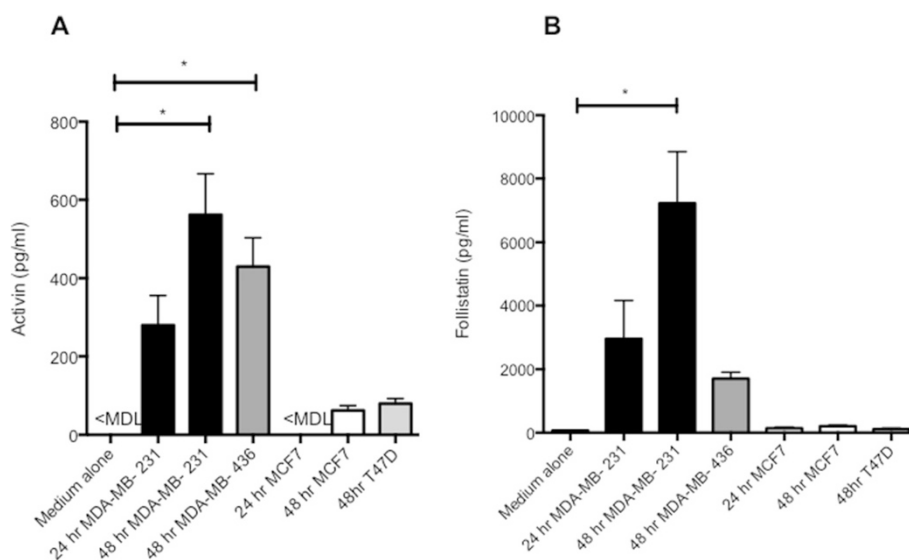 A
*
*
800
600
400
200
0
Activin (pg/ml)
<MDL
<MDL
Medium alone
24 hr MDA-MB- 231
48 hr MDA-MB- 231
48 hr MDA-MB- 436
24 hr MCF7
48 hr MCF7
48hr T47D
B
*
10000
8000
6000
4000
2000
0
Follistatin (pg/ml)
Medium alone
24 hr MDA-MB- 231
48 hr MDA-MB- 231
48 hr MDA-MB- 436
24 hr MCF7
48 hr MCF7
48hr T47D